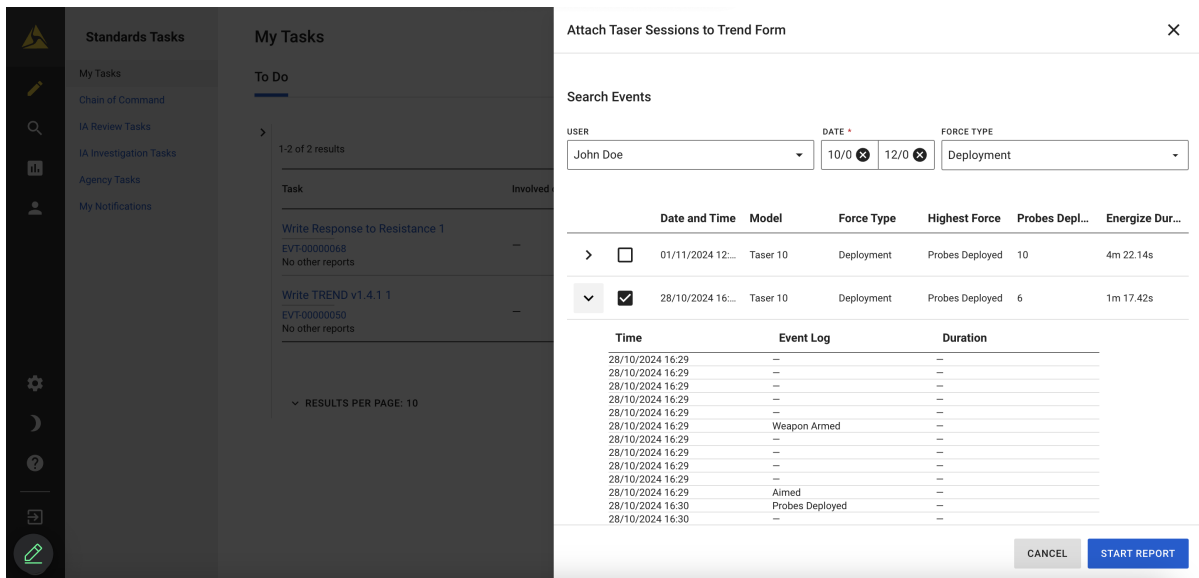 Standards Tasks
My Tasks
Chain of Command
IA Review Tasks
IA Investigation Tasks
Agency Tasks
My Notifications
My Tasks
To Do
1-2 of 2 results
Task Involved
Write Response to Resistance 1
EVT-00000068
No other reports
—
Write TREND v1.4.1 1
EVT-00000050
No other reports
—
RESULTS PER PAGE: 10
Attach Taser Sessions to Trend Form
Search Events
USER DATE * FORCE TYPE
John Doe 10/0 12/0 Deployment
Date and Time Model Force Type Highest Force Probes Depl... Energize Dur...
01/11/2024 12:... Taser 10 Deployment Probes Deployed 10 4m 22.14s
28/10/2024 16:... Taser 10 Deployment Probes Deployed 6 1m 17.42s
Time Event Log Duration
28/10/2024 16:29 — —
28/10/2024 16:29 — —
28/10/2024 16:29 — —
28/10/2024 16:29 — —
28/10/2024 16:29 — —
28/10/2024 16:29 Weapon Armed —
28/10/2024 16:29 — —
28/10/2024 16:29 — —
28/10/2024 16:29 — —
28/10/2024 16:29 — —
28/10/2024 16:29 Aimed —
28/10/2024 16:30 Probes Deployed —
28/10/2024 16:30 — —
CANCEL START REPORT